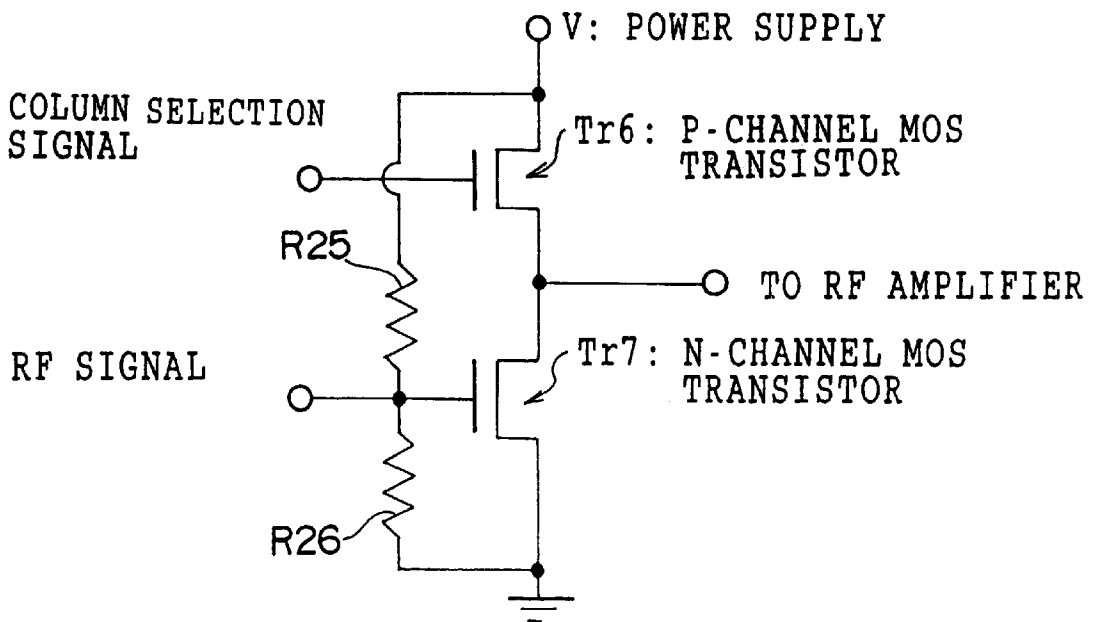 V: POWER SUPPLY
COLUMN SELECTION
SIGNAL
Tr6: P-CHANNEL MOS
TRANSISTOR
R25
TO RF AMPLIFIER
RF SIGNAL
Tr7: N-CHANNEL MOS
TRANSISTOR
R26